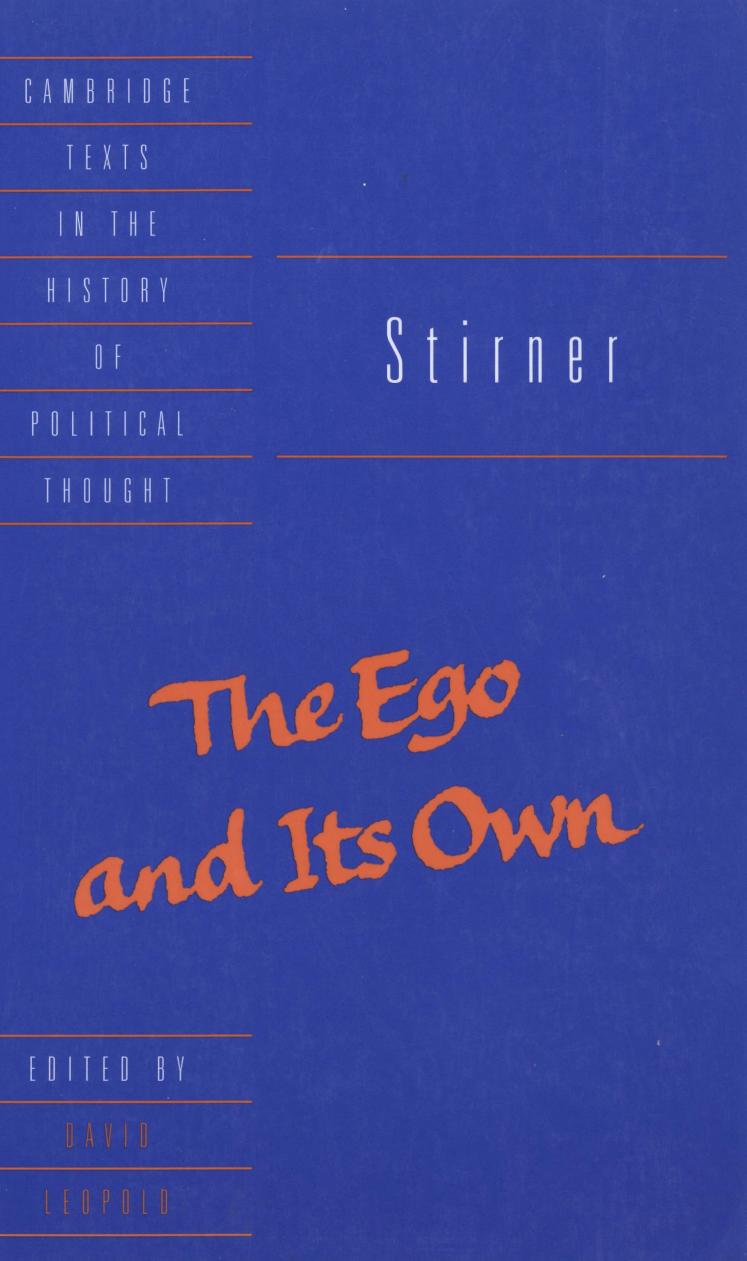 CAMBRIDGE
TEXTS
IN THE
HISTORY
OF
POLITICAL
THOUGHT
Stirner
The Ego
and Its Own
EDITED BY
DAVID
LEOPOLD